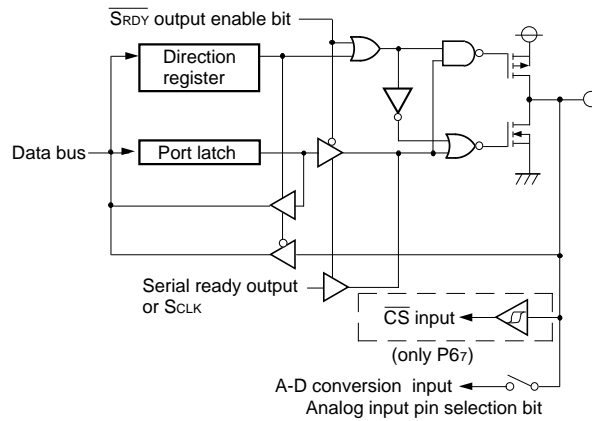 SRDY output enable bit
Direction
register
Data bus
Port latch
Serial ready output
or SCLK
CS input
(only P67)
A-D conversion input
Analog input pin selection bit